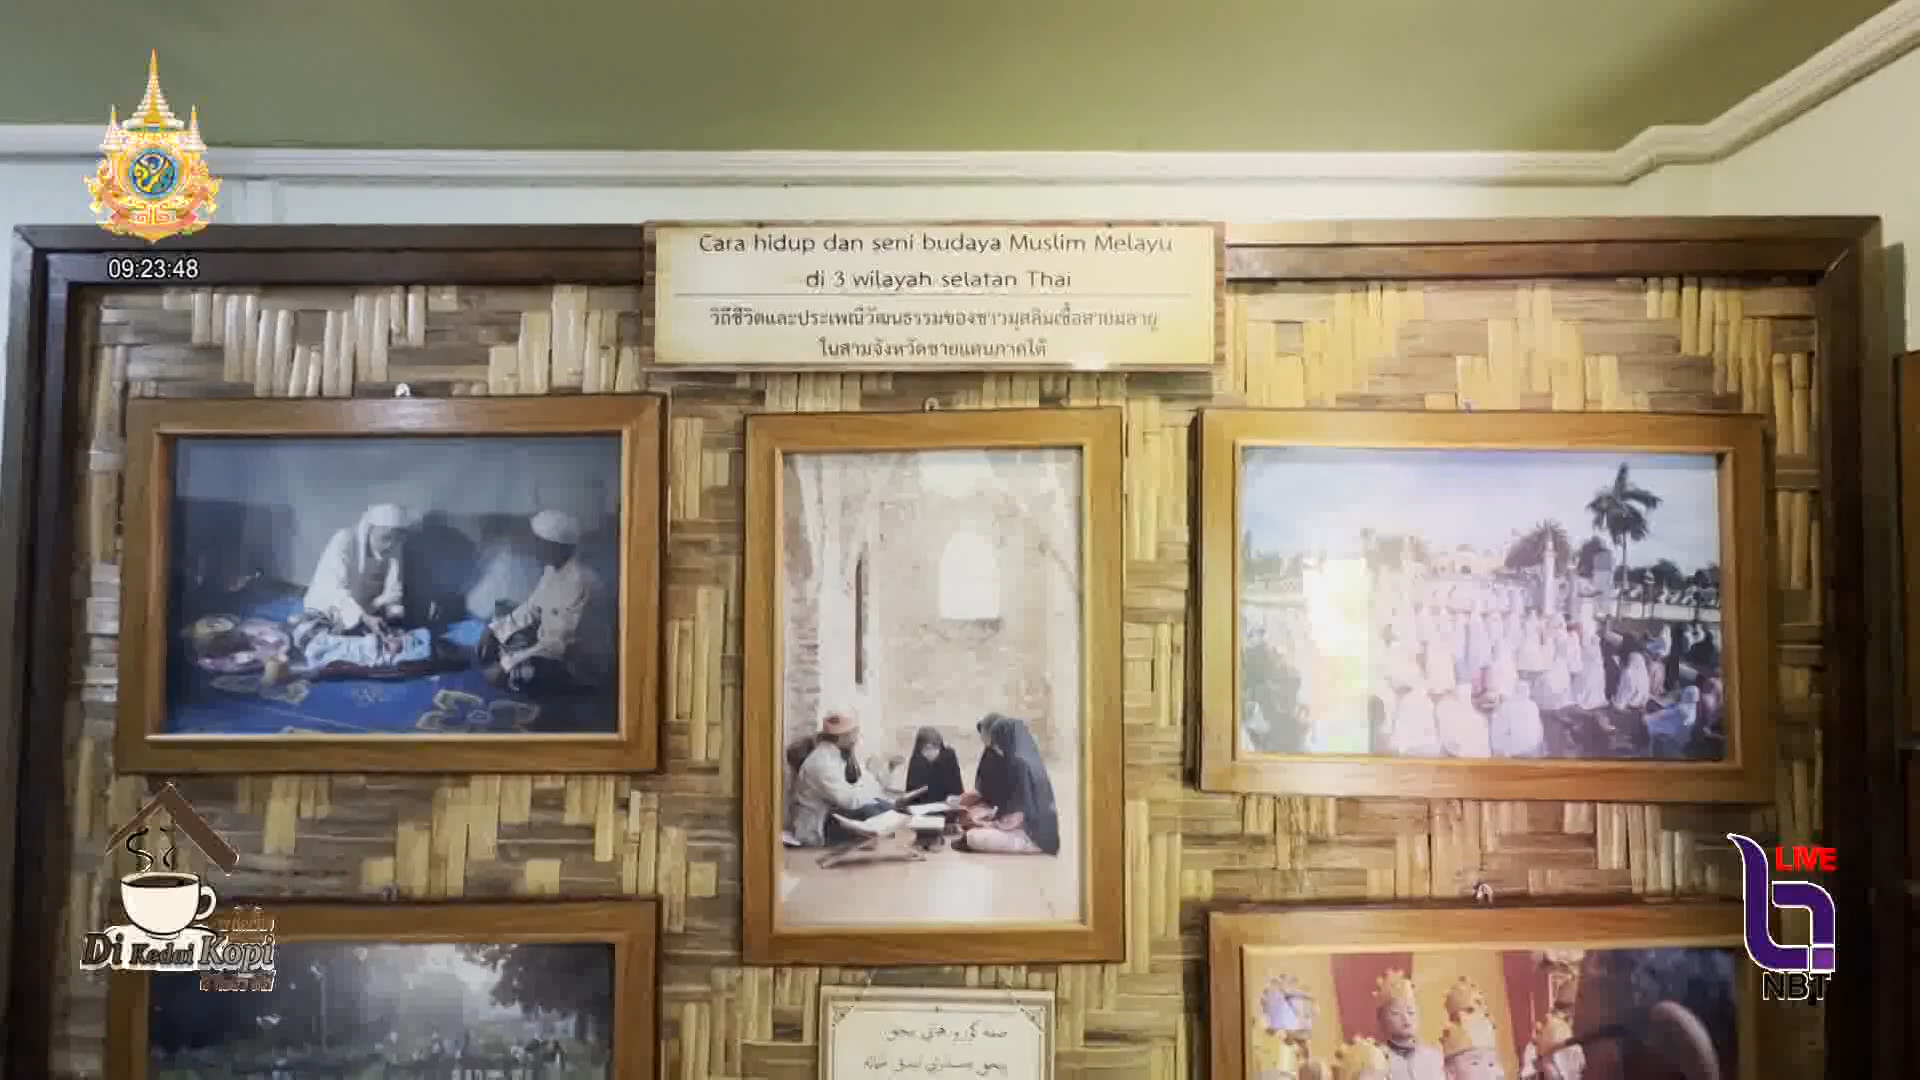 09:23:48
Cara hidup dan seni budaya Muslim Melayu
di 3 wilayah selatan Thai
วิถีชีวิตและประเพณีวัฒนธรรมของชาวมุสลิมเชื้อสายมลายู
ในสามจังหวัดชายแดนภาคใต้
Di Kedai Kopi
LIVE
NBT